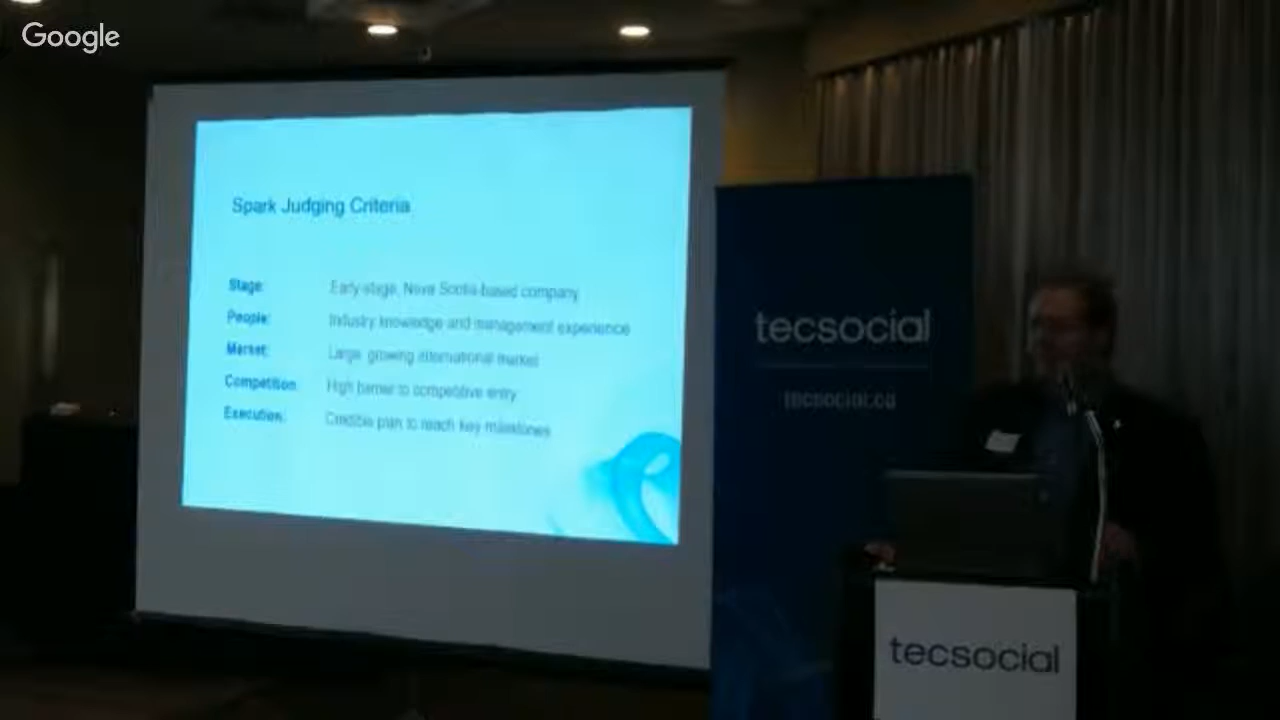 Google
Spark Judging Criteria
Stage: Early-stage, Nova Scotia-based company
People: Industry knowledge and management experience
Market: Large, growing international market
Competition: High barrier to competitive entry
Execution: Credible plan to reach key milestones
tecsocial
tecsocial.ca
tecsocial